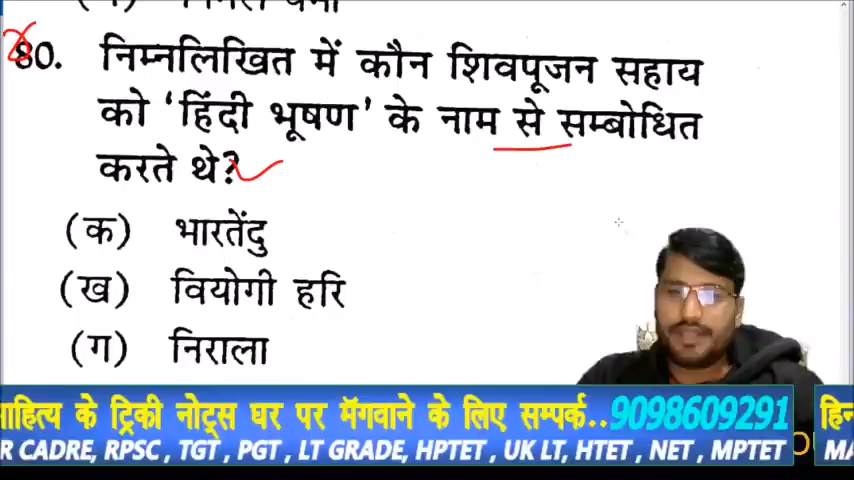 80. निम्नलिखित में कौन शिवपूजन सहाय
को ‘हिंदी भूषण’ के नाम से सम्बोधित
करते थे?
(क) भारतेंदु
(ख) वियोगी हरि
(ग) निराला
साहित्य के ट्रिकी नोट्स घर पर मॅगवाने के लिए सम्पर्क..9098609291
R CADRE, RPSC , TGT , PGT , LT GRADE, HPTET , UK LT, HTET , NET , MPTET